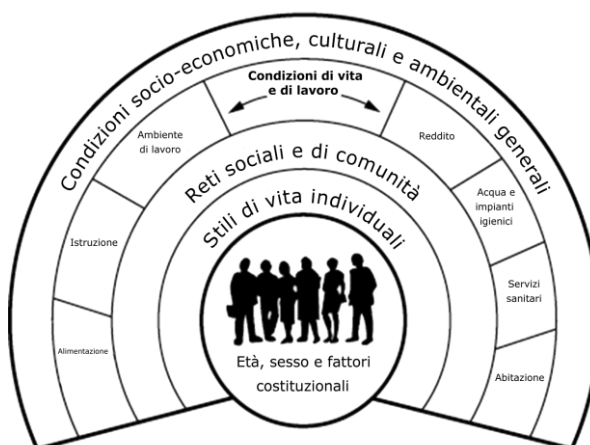 Condizioni socio-economiche, culturali e ambientali generali
Condizioni di vita
e di lavoro
Ambiente
di lavoro
Reddito
Reti sociali e di comunità
Acqua e
impianti
igienici
Stili di vita individuali
Istruzione
Servizi
sanitari
Alimentazione
Età, sesso e fattori
costituzionali
Abitazione